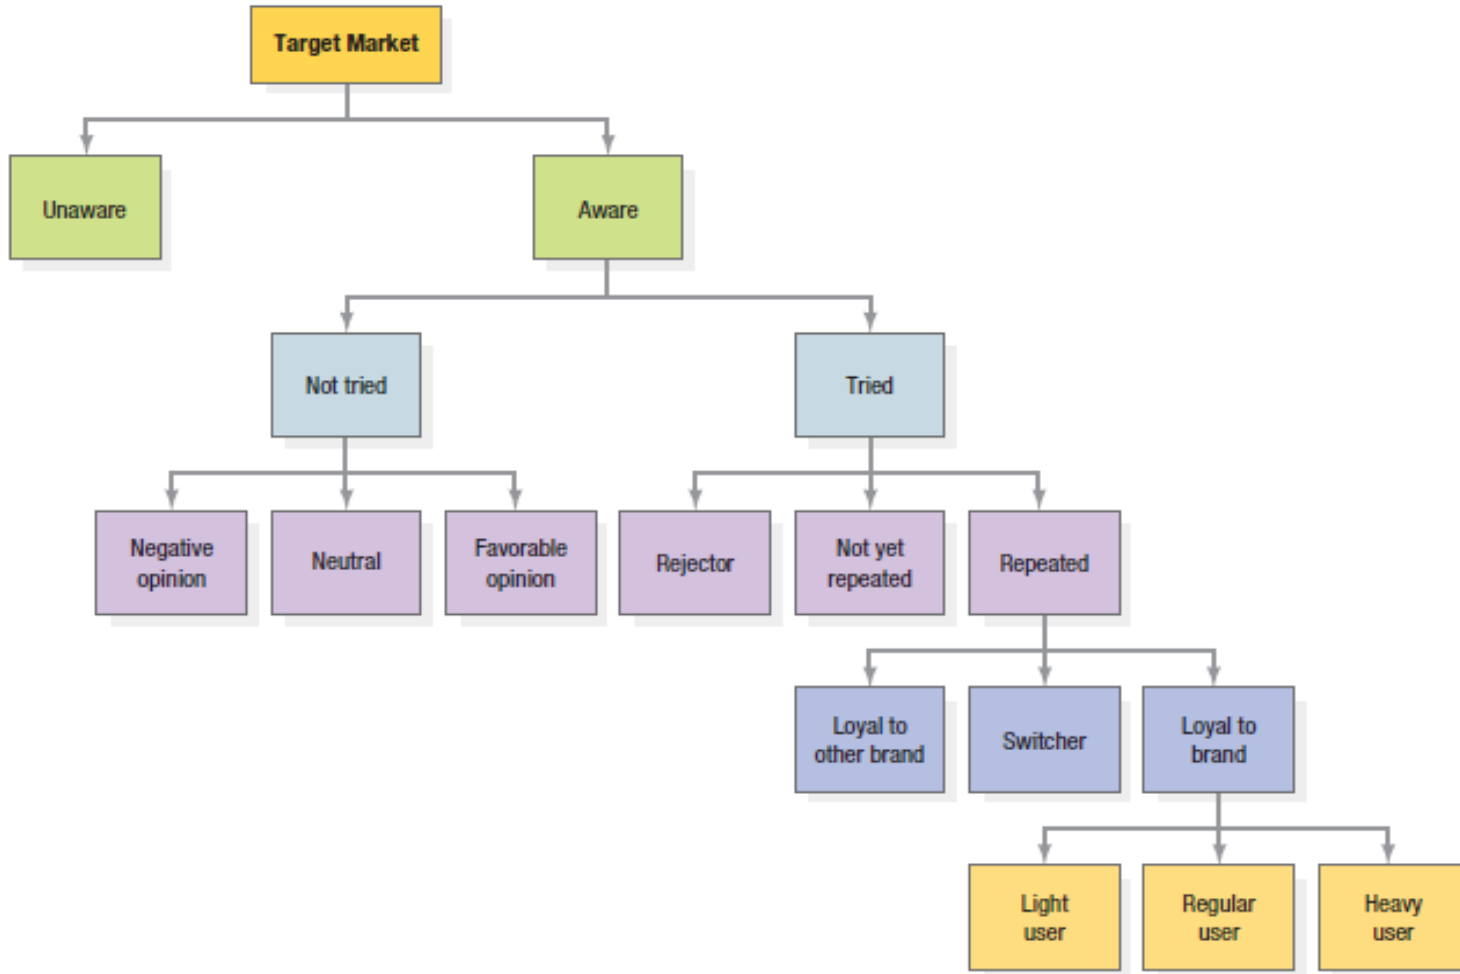 Target Market
Unaware
Aware
Not tried
Tried
Negative
opinion
Neutral
Favorable
opinion
Rejector
Not yet
repeated
Repeated
Loyal to
other brand
Switcher
Loyal to
brand
Light
user
Regular
user
Heavy
user